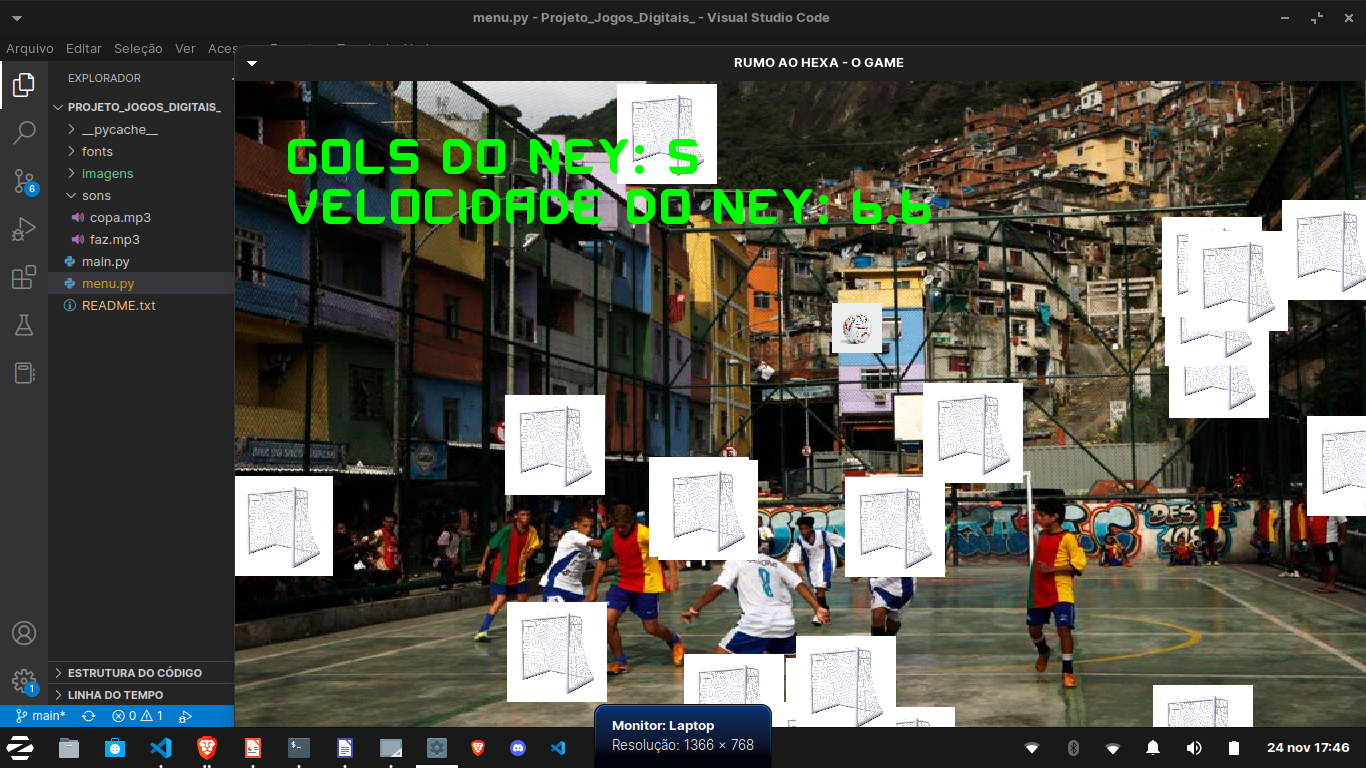 menu.py - Projeto_Jogos_Digitais_ - Visual Studio Code
Arquivo Editar Seleção Ver
RUMO AO HEXA - O GAME
EXPLORADOR
PROJETO_JOGOS_DIGITAIS_
__pycache__
fonts
imagens
sons
copa.mp3
faz.mp3
main.py
menu.py
README.txt
GOLS DO NEY: 5
VELOCIDADE DO NEY: 6.6
8
6
ESTRUTURA DO CÓDIGO
1
LINHA DO TEMPO
main* 0 1
Monitor: Laptop
Resolução: 1366 × 768
24 nov 17:46